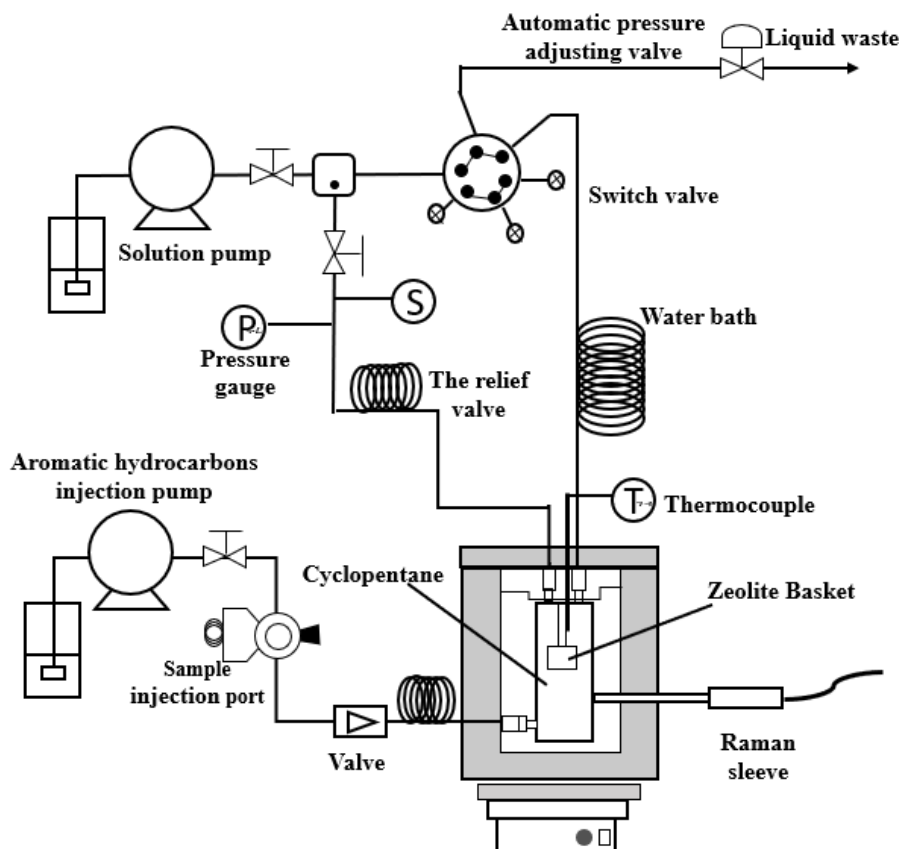 Automatic pressure
adjusting valve
Liquid waste
Solution pump
Switch valve
S
P
Pressure
gauge
Water bath
The relief
valve
Aromatic hydrocarbons
injection pump
T
Thermocouple
Cyclopentane
Zeolite Basket
Sample
injection port
Valve
Raman
sleeve